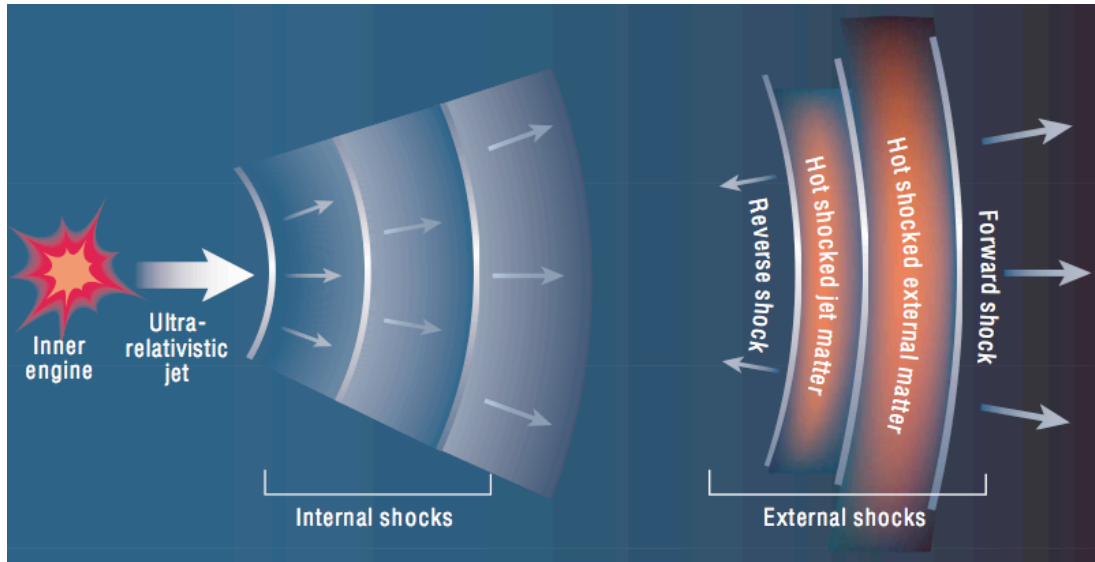 Inner
engine
Ultra-
relativistic
jet
Internal shocks
Reverse shock
Hot shocked jet matter
Hot shocked external matter
Forward shock
External shocks